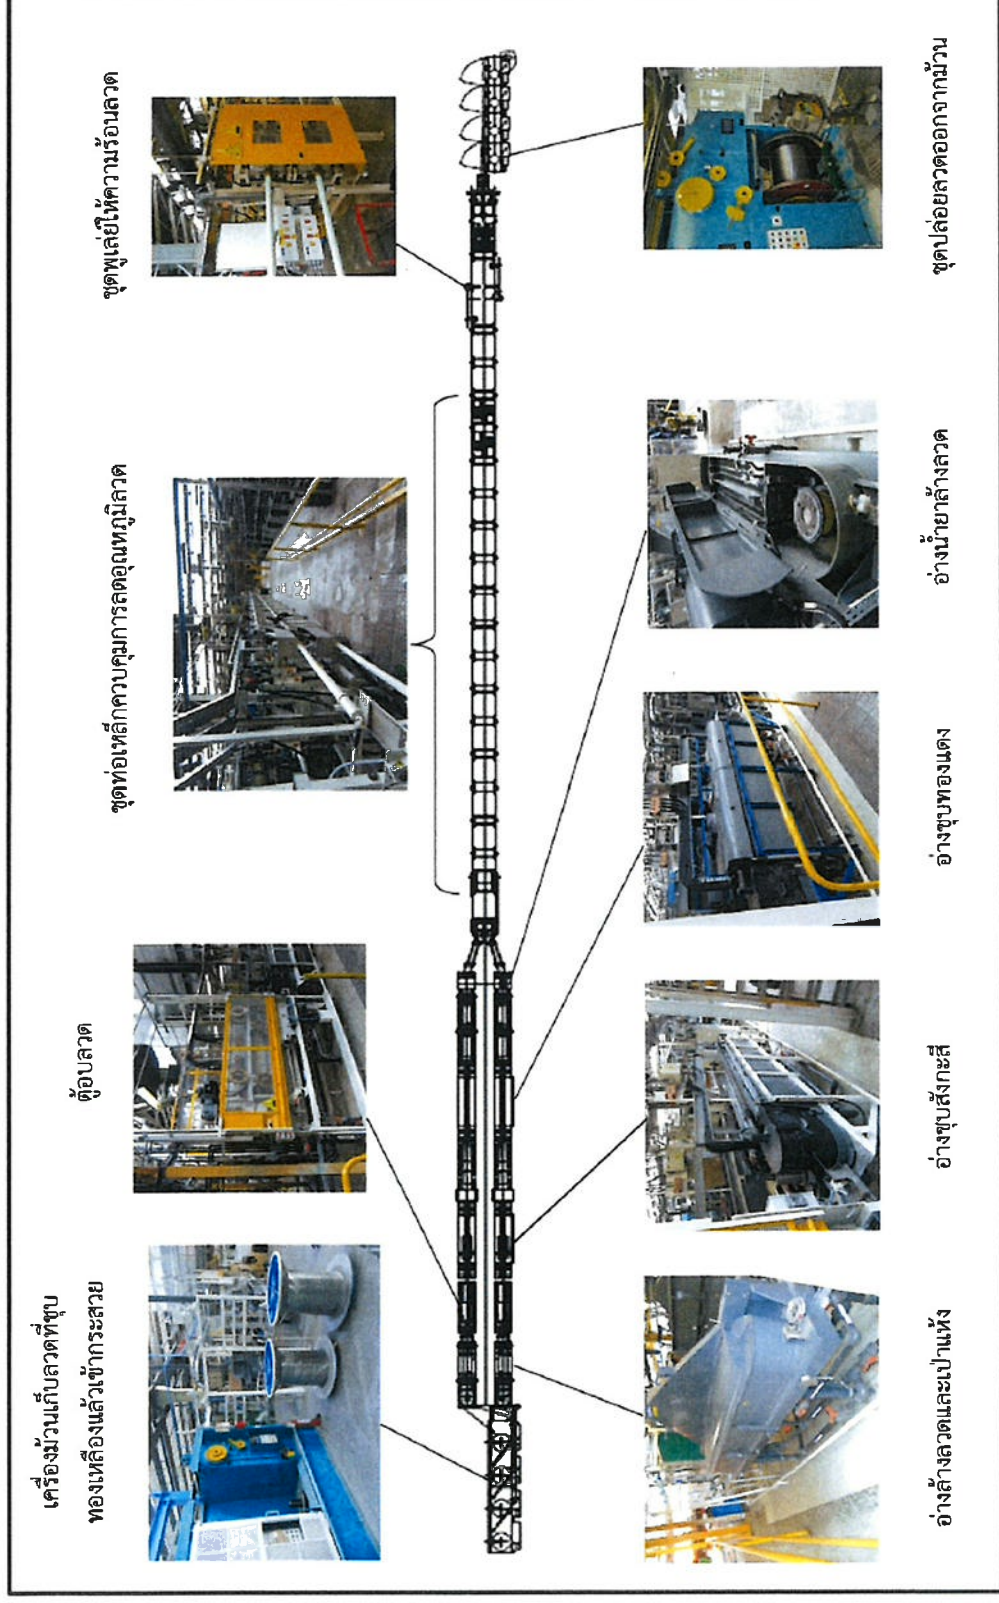 เครื่องม้วนเก็บลวดที่ชุบ
ทองเหลืองแล้วเข้ากระสวย
ตู้อบลวด
ชุดท่อเหล็กควบคุมการลดอุณหภูมิลวด
ชุดพูเล่ย์ให้ความร้อนลวด
อ่างล้างลวดและเป่าแห้ง
อ่างชุบสังกะสี
อ่างชุบทองแดง
อ่างน้ำยาล้างลวด
ชุดปล่อยลวดออกจากม้วน